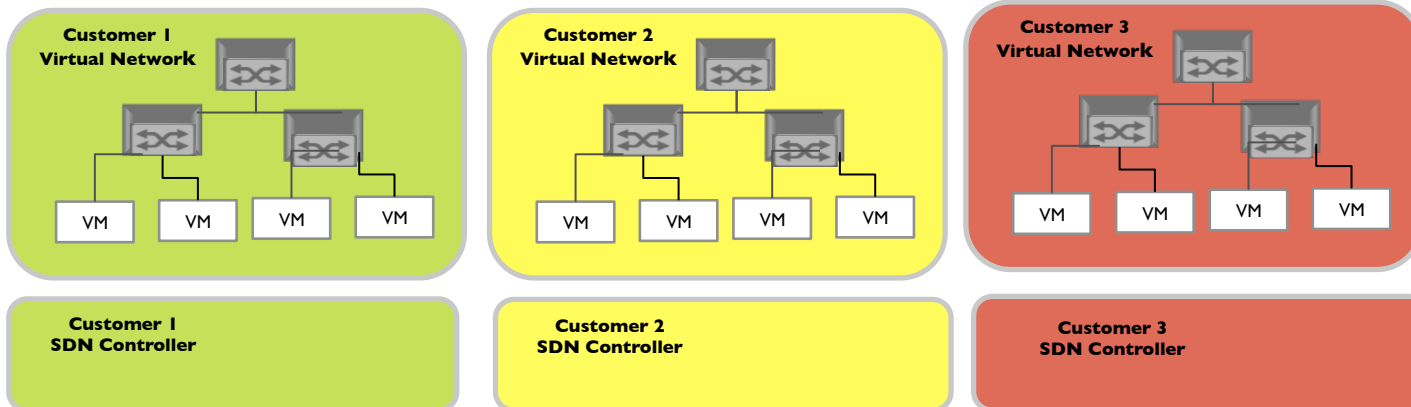 Customer 1
Virtual Network
VM
VM
VM
VM
Customer 2
Virtual Network
VM
VM
VM
VM
Customer 3
Virtual Network
VM
VM
VM
VM
Customer 1
SDN Controller
Customer 2
SDN Controller
Customer 3
SDN Controller